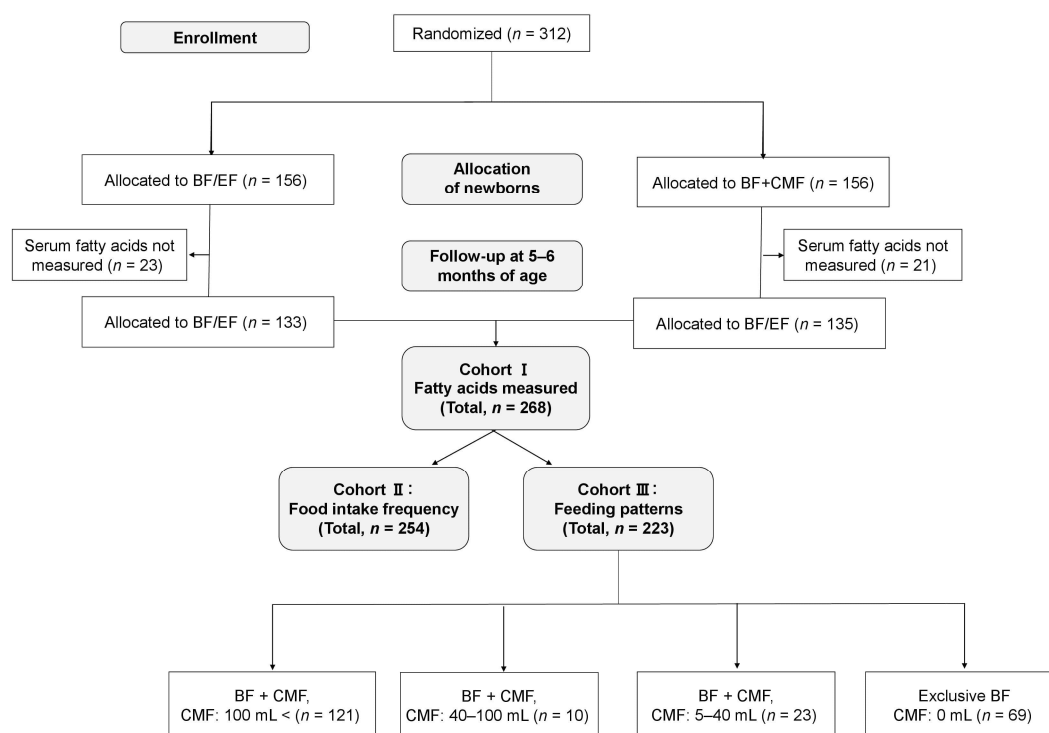 Enrollment
Randomized (n = 312)
Allocated to BF/EF (n = 156)
Allocation
of newborns
Allocated to BF+CMF (n = 156)
Serum fatty acids not
measured (n = 23)
Follow-up at 5–6
months of age
Serum fatty acids not
measured (n = 21)
Allocated to BF/EF (n = 133)
Allocated to BF/EF (n = 135)
Cohort Ⅰ
Fatty acids measured
(Total, n = 268)
Cohort Ⅱ:
Food intake frequency
(Total, n = 254)
Cohort Ⅲ:
Feeding patterns
(Total, n = 223)
BF + CMF,
CMF: 100 mL < (n = 121)
BF + CMF,
CMF: 40–100 mL (n = 10)
BF + CMF,
CMF: 5–40 mL (n = 23)
Exclusive BF
CMF: 0 mL (n = 69)